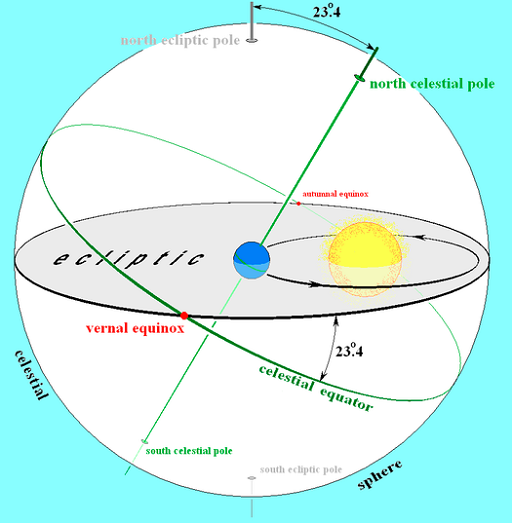 23°.4
north ecliptic pole
north celestial pole
autumnal equinox
ecliptic
vernal equinox
23°.4
celestial
celestial equator
south celestial pole
south ecliptic pole
sphere